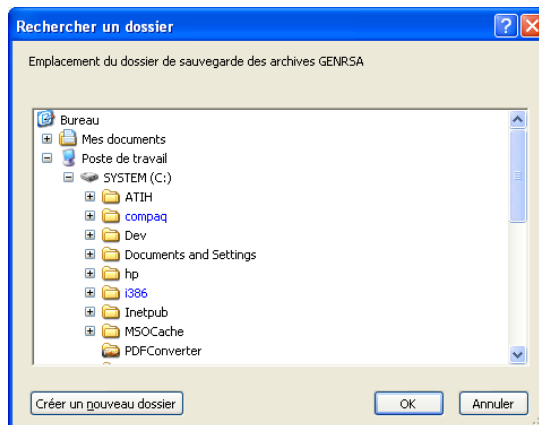 Rechercher un dossier
Emplacement du dossier de sauvegarde des archives GENRSA
Bureau
Mes documents
Poste de travail
SYSTEM (C:)
ATIH
compaq
Dev
Documents and Settings
hp
i386
Inetpub
MSOCache
PDFConverter
Créer un nouveau dossier OK Annuler